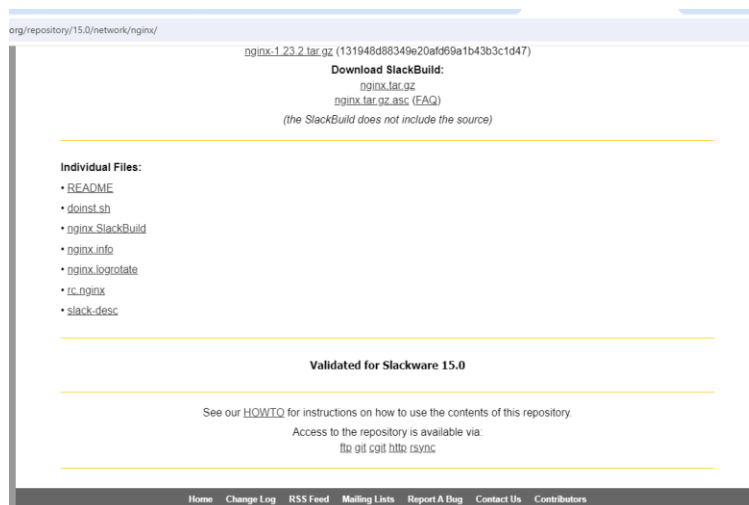 org/repository/15.0/network/nginx/
nginx-1.23.2.tar.gz (131948d88349e20afd69a1b43b3c1d47)
Download SlackBuild:
nginx.tar.gz
nginx.tar.gz.asc (FAQ)
(the SlackBuild does not include the source)
Individual Files:
• README
• doinst.sh
• nginx.SlackBuild
• nginx.info
• nginx.logrotate
• rc.nginx
• slack-desc
Validated for Slackware 15.0
See our HOWTO for instructions on how to use the contents of this repository.
Access to the repository is available via:
ftp git cgit http rsync
Home Change Log RSS Feed Mailing Lists Report A Bug Contact Us Contributors